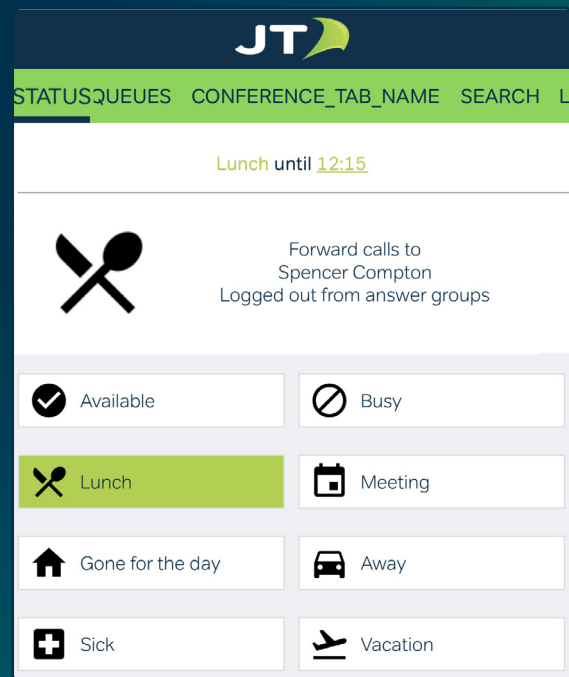 JT
STATUS QUEUES CONFERENCE_TAB_NAME SEARCH L
Lunch until 12:15
Forward calls to
Spencer Compton
Logged out from answer groups
Available Busy
Lunch Meeting
Gone for the day Away
Sick Vacation